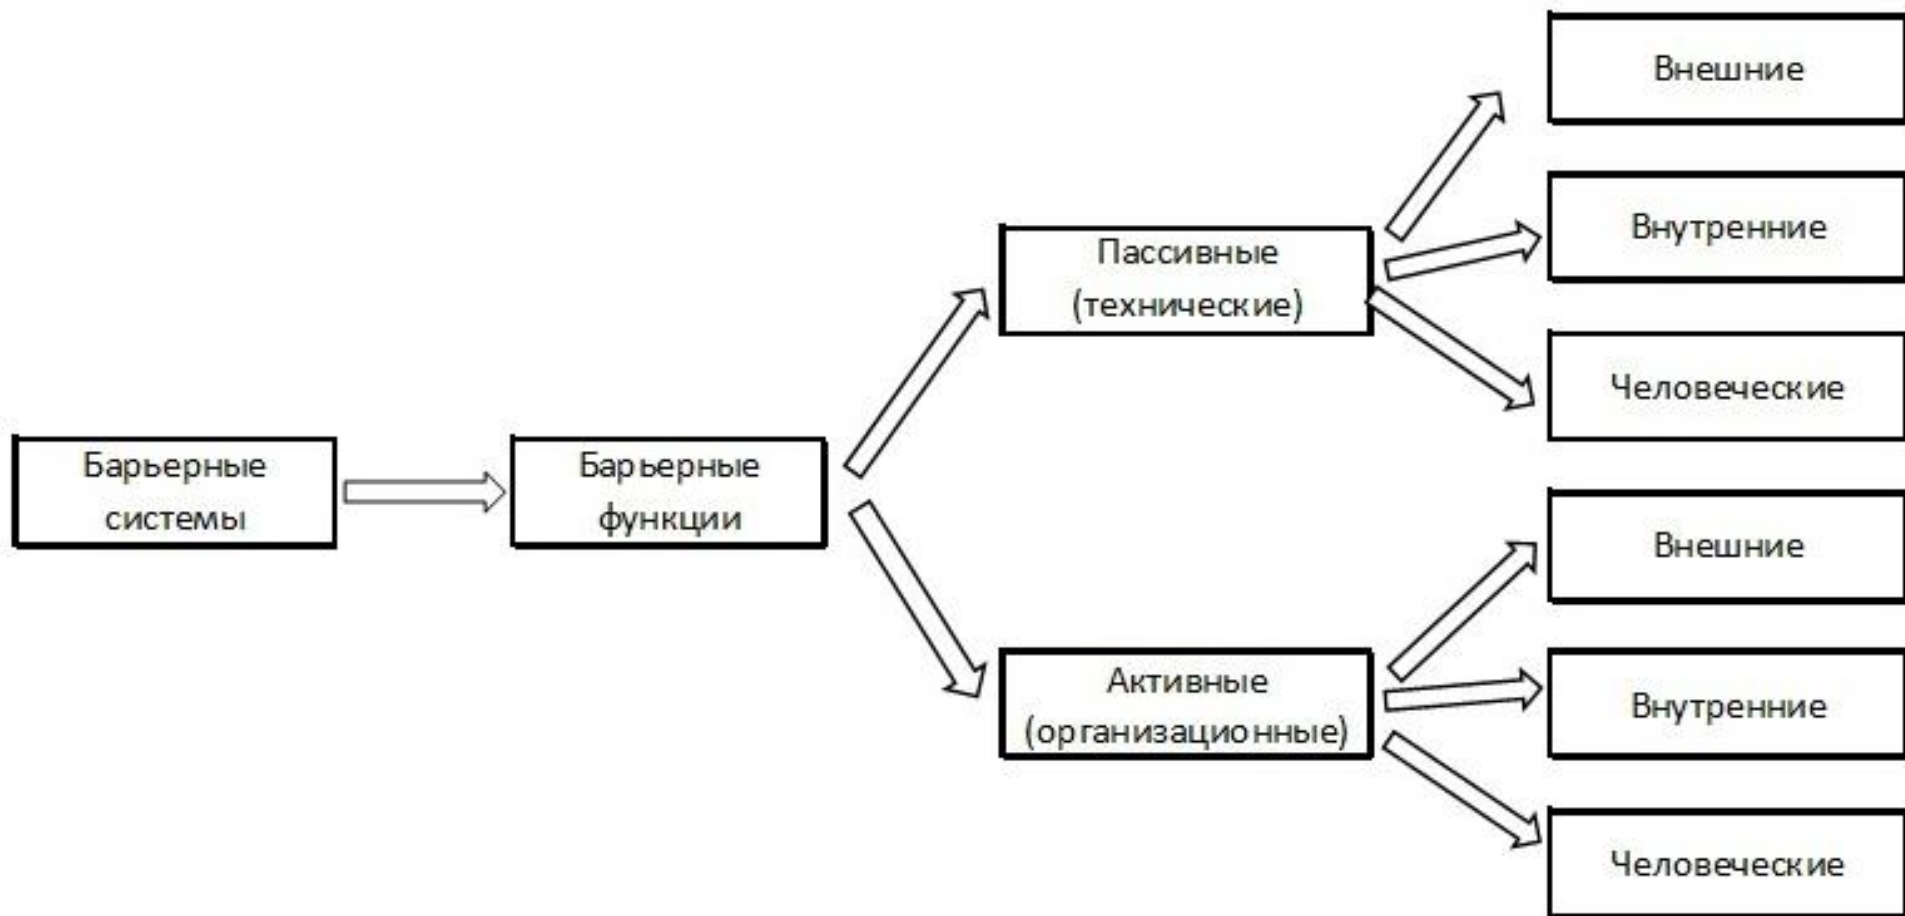 Внешние
Внутренние
Пассивные
(технические)
Человеческие
Барьерные
системы
Барьерные
функции
Внешние
Активные
(организационные)
Внутренние
Человеческие